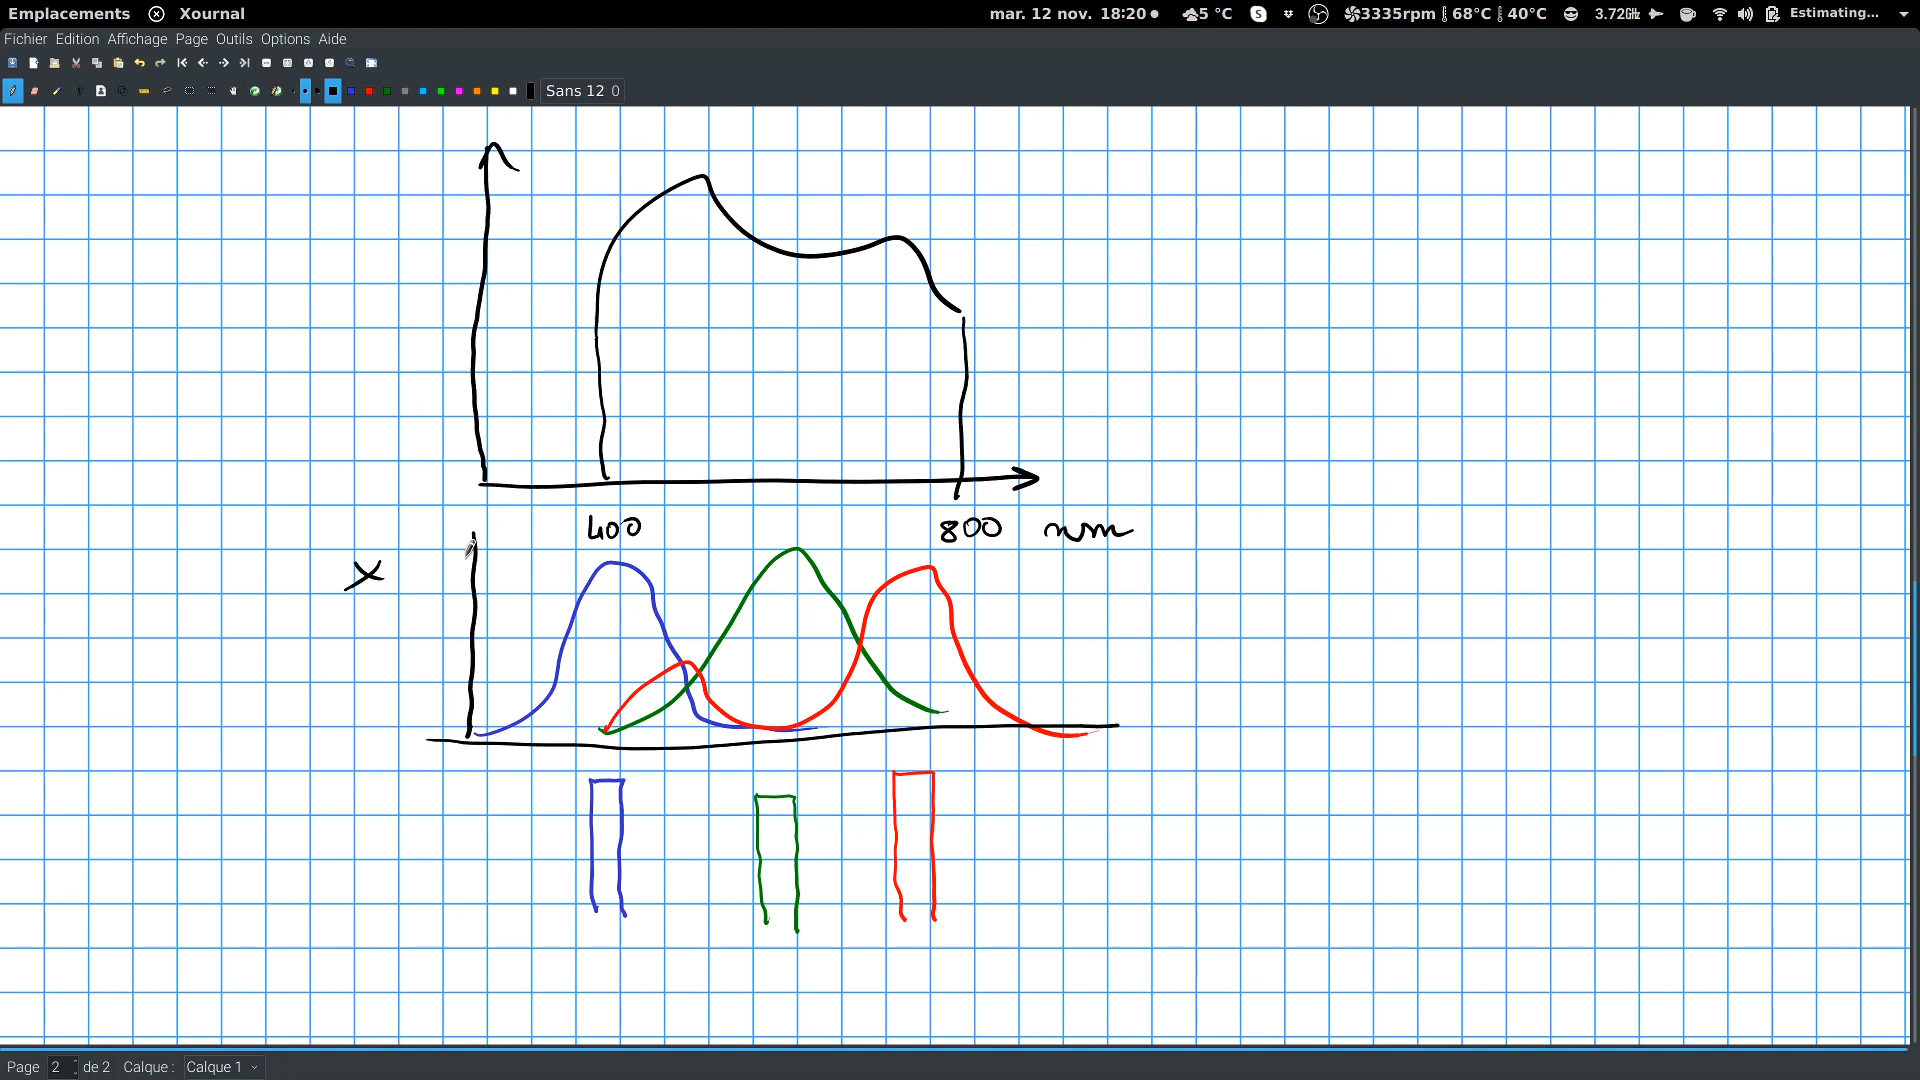 Emplacements Xournal mar. 12 nov. 18:20 5 °C S 3335rpm 68°C 40°C 3.72GHz Estimating...
Fichier Edition Affichage Page Outils Options Aide
Sans 12 0
400 800 nm
X
Page 2 de 2 Calque : Calque 1